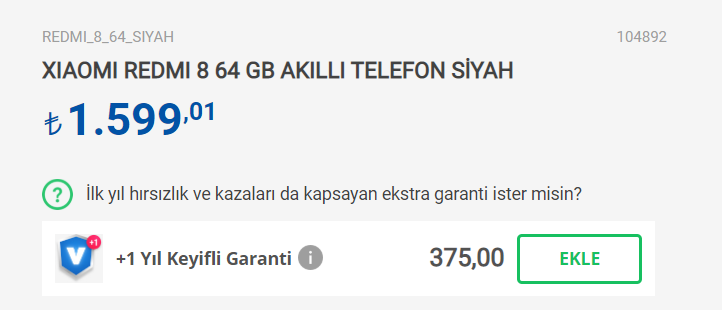 REDMI_8_64_SIYAH 104892
XIAOMI REDMI 8 64 GB AKILLI TELEFON SİYAH
₺1.599,01
? İlk yıl hırsızlık ve kazaları da kapsayan ekstra garanti ister misin?
V +1 +1 Yıl Keyifli Garanti i 375,00 EKLE